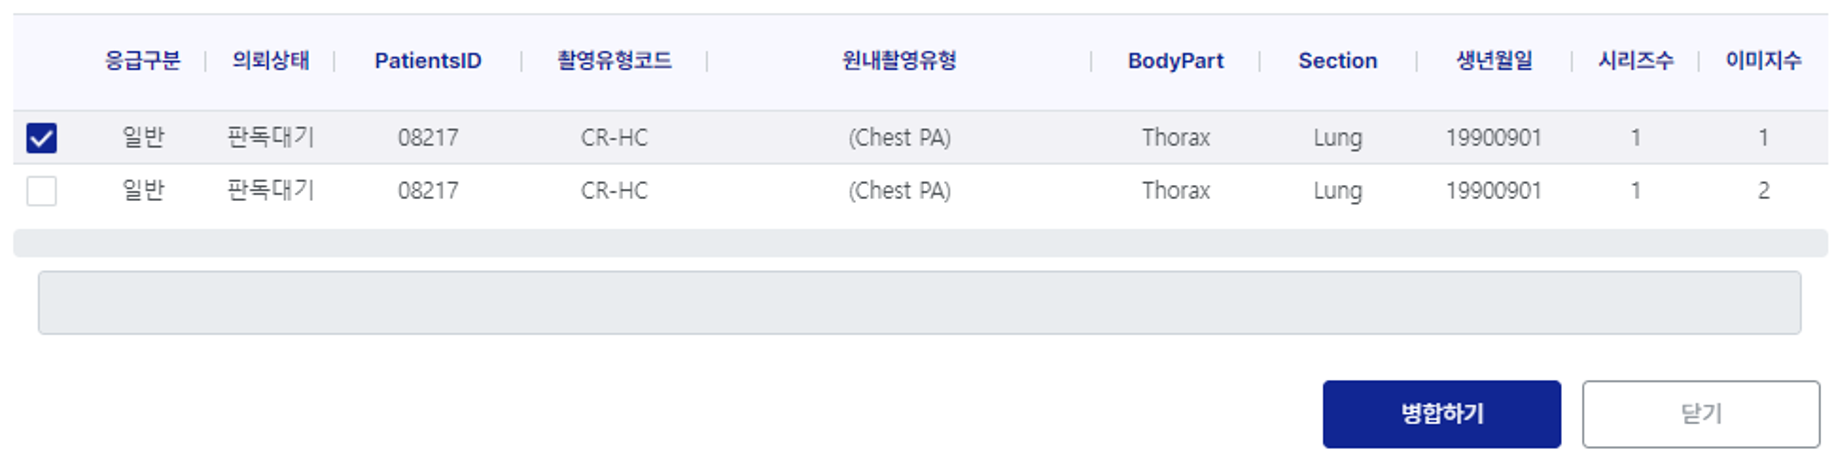 응급구분 의뢰상태 PatientsID 촬영유형코드 원내촬영유형 BodyPart Section 생년월일 시리즈수 이미지수
일반 판독대기 08217 CR-HC (Chest PA) Thorax Lung 19900901 1 1
일반 판독대기 08217 CR-HC (Chest PA) Thorax Lung 19900901 1 2
병합하기 닫기